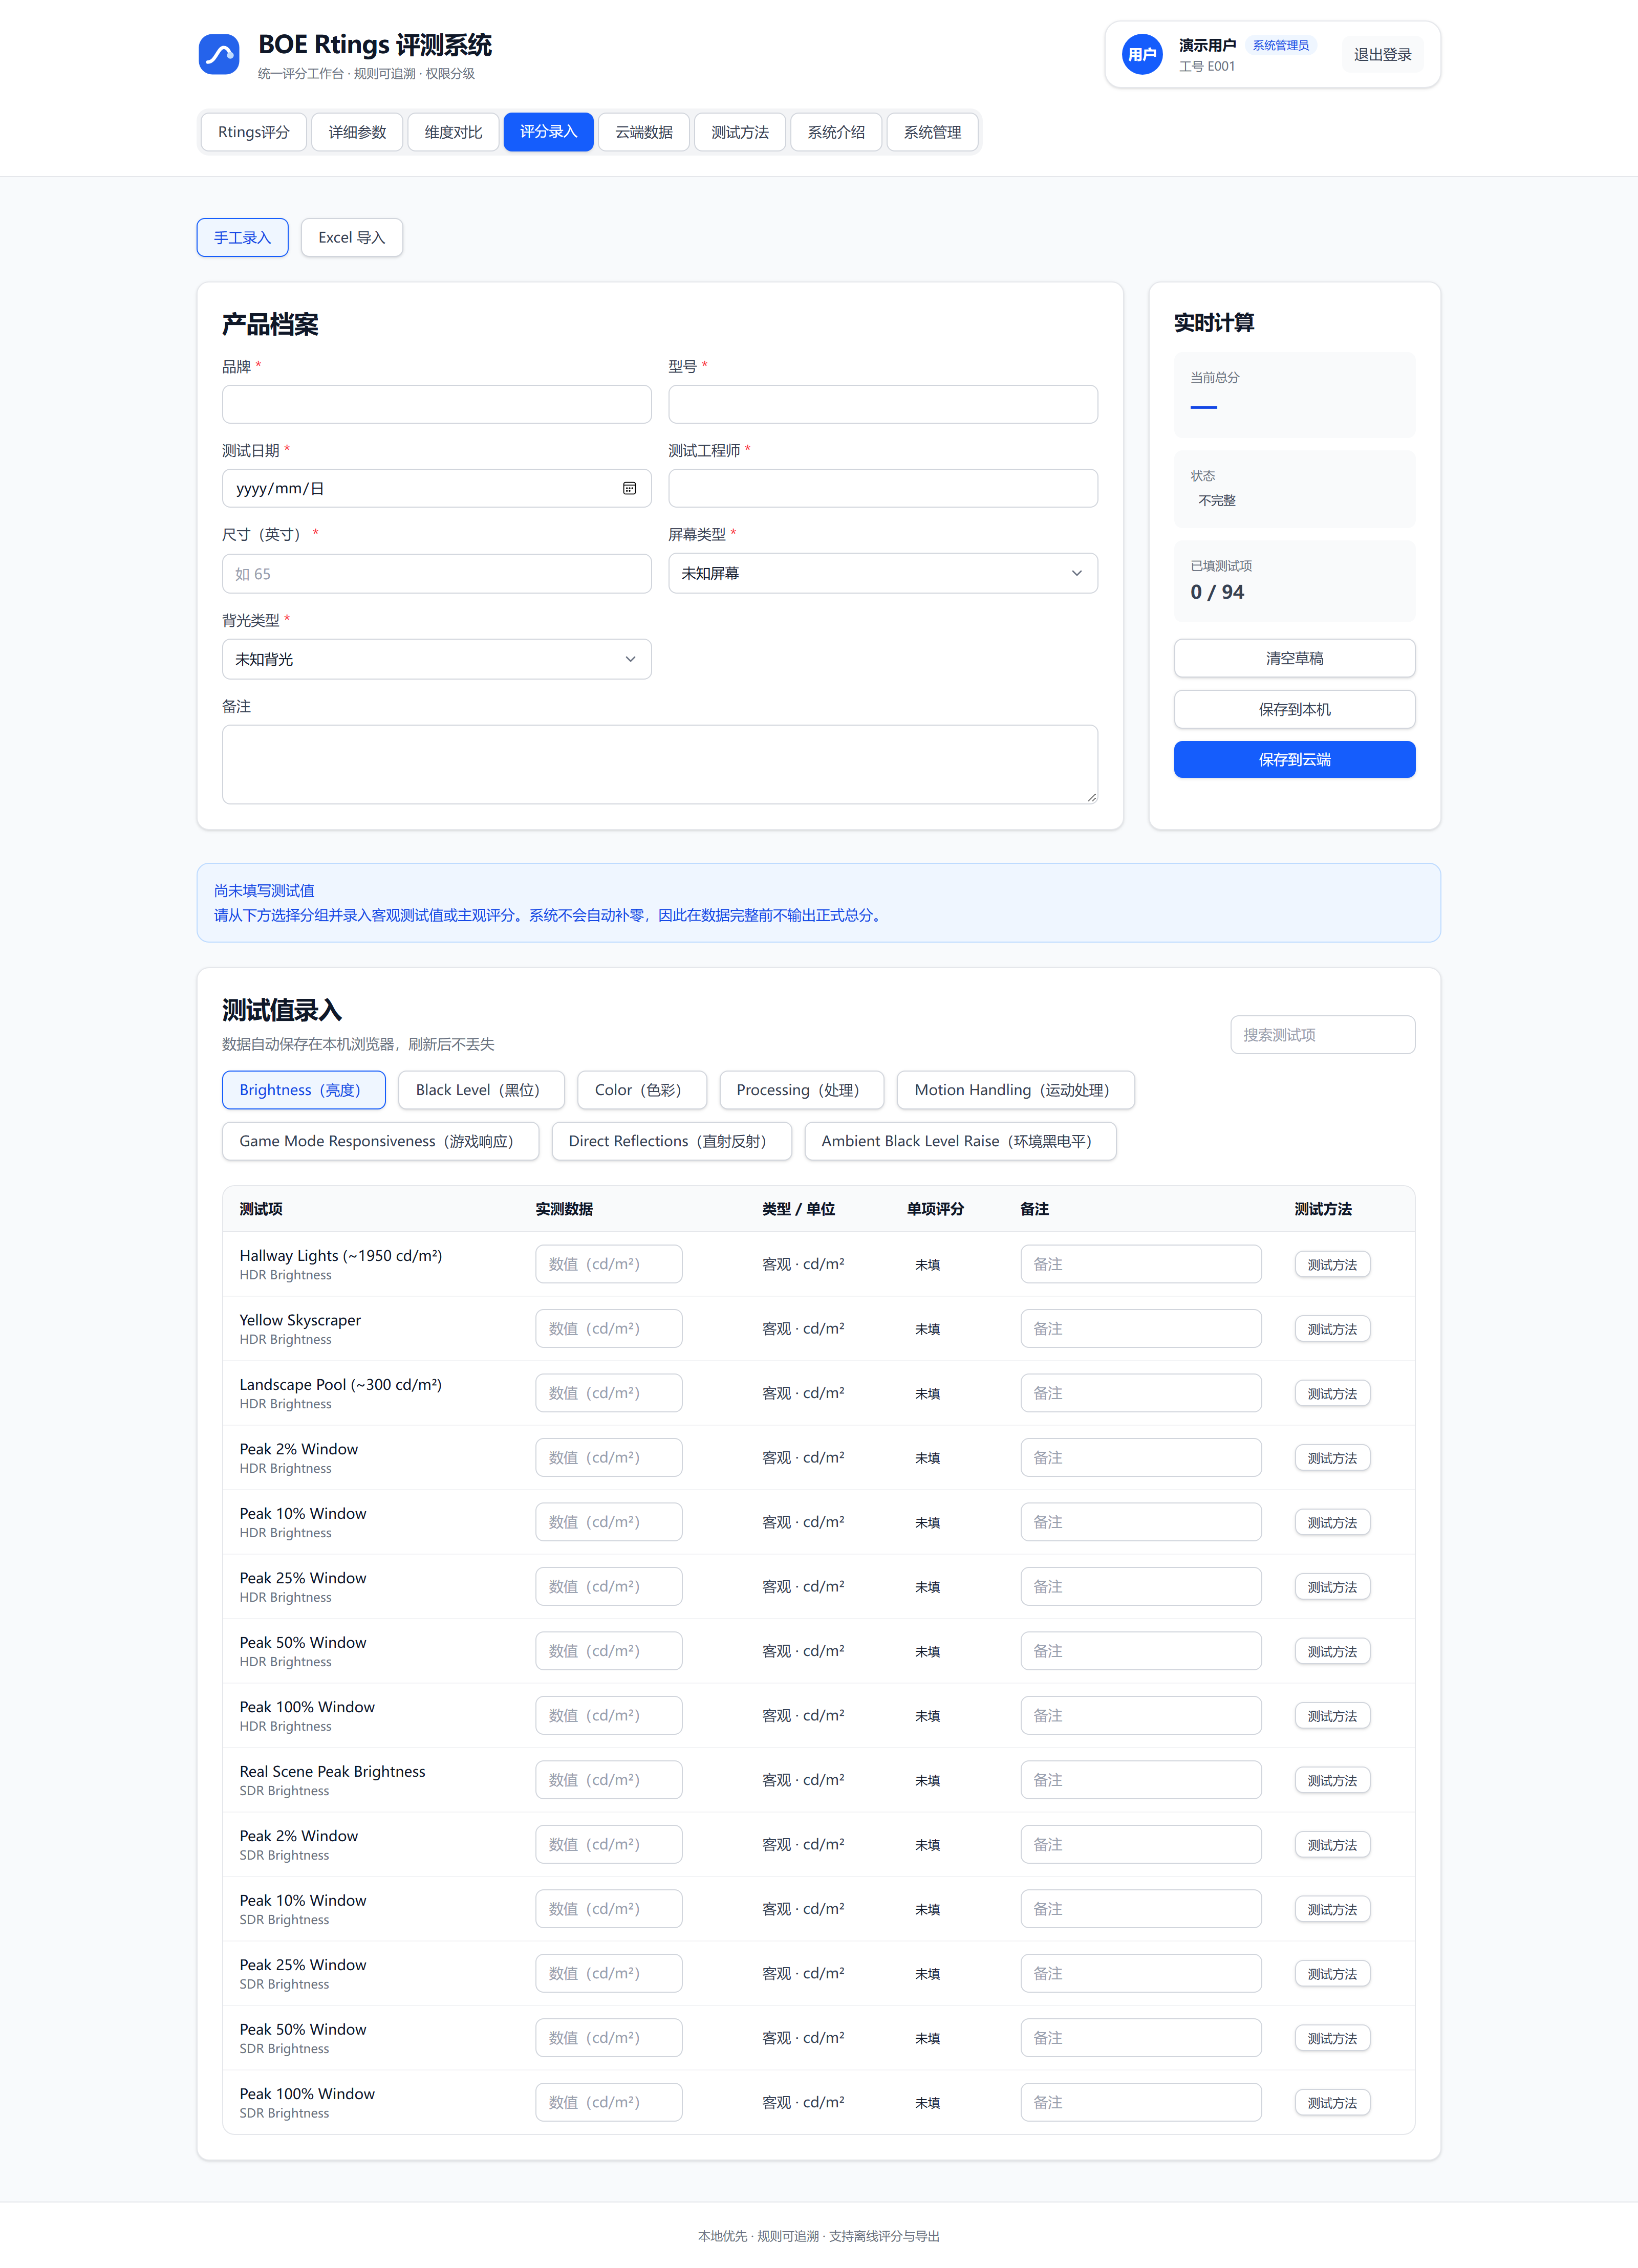 BOE Rtings 评测系统
统一评分工作台 · 规则可追溯 · 权限分级
用户
演示用户 系统管理员
工号 E001
退出登录
Rtings评分 详细参数 维度对比 评分录入 云端数据 测试方法 系统介绍 系统管理
手工录入 Excel 导入
产品档案
品牌 * 型号 *
测试日期 * 测试工程师 *
yyyy/mm/日
尺寸（英寸） * 屏幕类型 *
如 65 未知屏幕
背光类型 *
未知背光
备注
实时计算
当前总分
—
状态
不完整
已填测试项
0 / 94
清空草稿
保存到本机
保存到云端
尚未填写测试值
请从下方选择分组并录入客观测试值或主观评分。系统不会自动补零，因此在数据完整前不输出正式总分。
测试值录入
数据自动保存在本机浏览器，刷新后不丢失
搜索测试项
Brightness（亮度） Black Level（黑位） Color（色彩） Processing（处理） Motion Handling（运动处理）
Game Mode Responsiveness（游戏响应） Direct Reflections（直射反射） Ambient Black Level Raise（环境黑电平）
测试项 实测数据 类型 / 单位 单项评分 备注 测试方法
Hallway Lights (~1950 cd/m²) 数值（cd/m²） 客观 · cd/m² 未填 备注 测试方法
HDR Brightness
Yellow Skyscraper 数值（cd/m²） 客观 · cd/m² 未填 备注 测试方法
HDR Brightness
Landscape Pool (~300 cd/m²) 数值（cd/m²） 客观 · cd/m² 未填 备注 测试方法
HDR Brightness
Peak 2% Window 数值（cd/m²） 客观 · cd/m² 未填 备注 测试方法
HDR Brightness
Peak 10% Window 数值（cd/m²） 客观 · cd/m² 未填 备注 测试方法
HDR Brightness
Peak 25% Window 数值（cd/m²） 客观 · cd/m² 未填 备注 测试方法
HDR Brightness
Peak 50% Window 数值（cd/m²） 客观 · cd/m² 未填 备注 测试方法
HDR Brightness
Peak 100% Window 数值（cd/m²） 客观 · cd/m² 未填 备注 测试方法
HDR Brightness
Real Scene Peak Brightness 数值（cd/m²） 客观 · cd/m² 未填 备注 测试方法
SDR Brightness
Peak 2% Window 数值（cd/m²） 客观 · cd/m² 未填 备注 测试方法
SDR Brightness
Peak 10% Window 数值（cd/m²） 客观 · cd/m² 未填 备注 测试方法
SDR Brightness
Peak 25% Window 数值（cd/m²） 客观 · cd/m² 未填 备注 测试方法
SDR Brightness
Peak 50% Window 数值（cd/m²） 客观 · cd/m² 未填 备注 测试方法
SDR Brightness
Peak 100% Window 数值（cd/m²） 客观 · cd/m² 未填 备注 测试方法
SDR Brightness
本地优先 · 规则可追溯 · 支持离线评分与导出